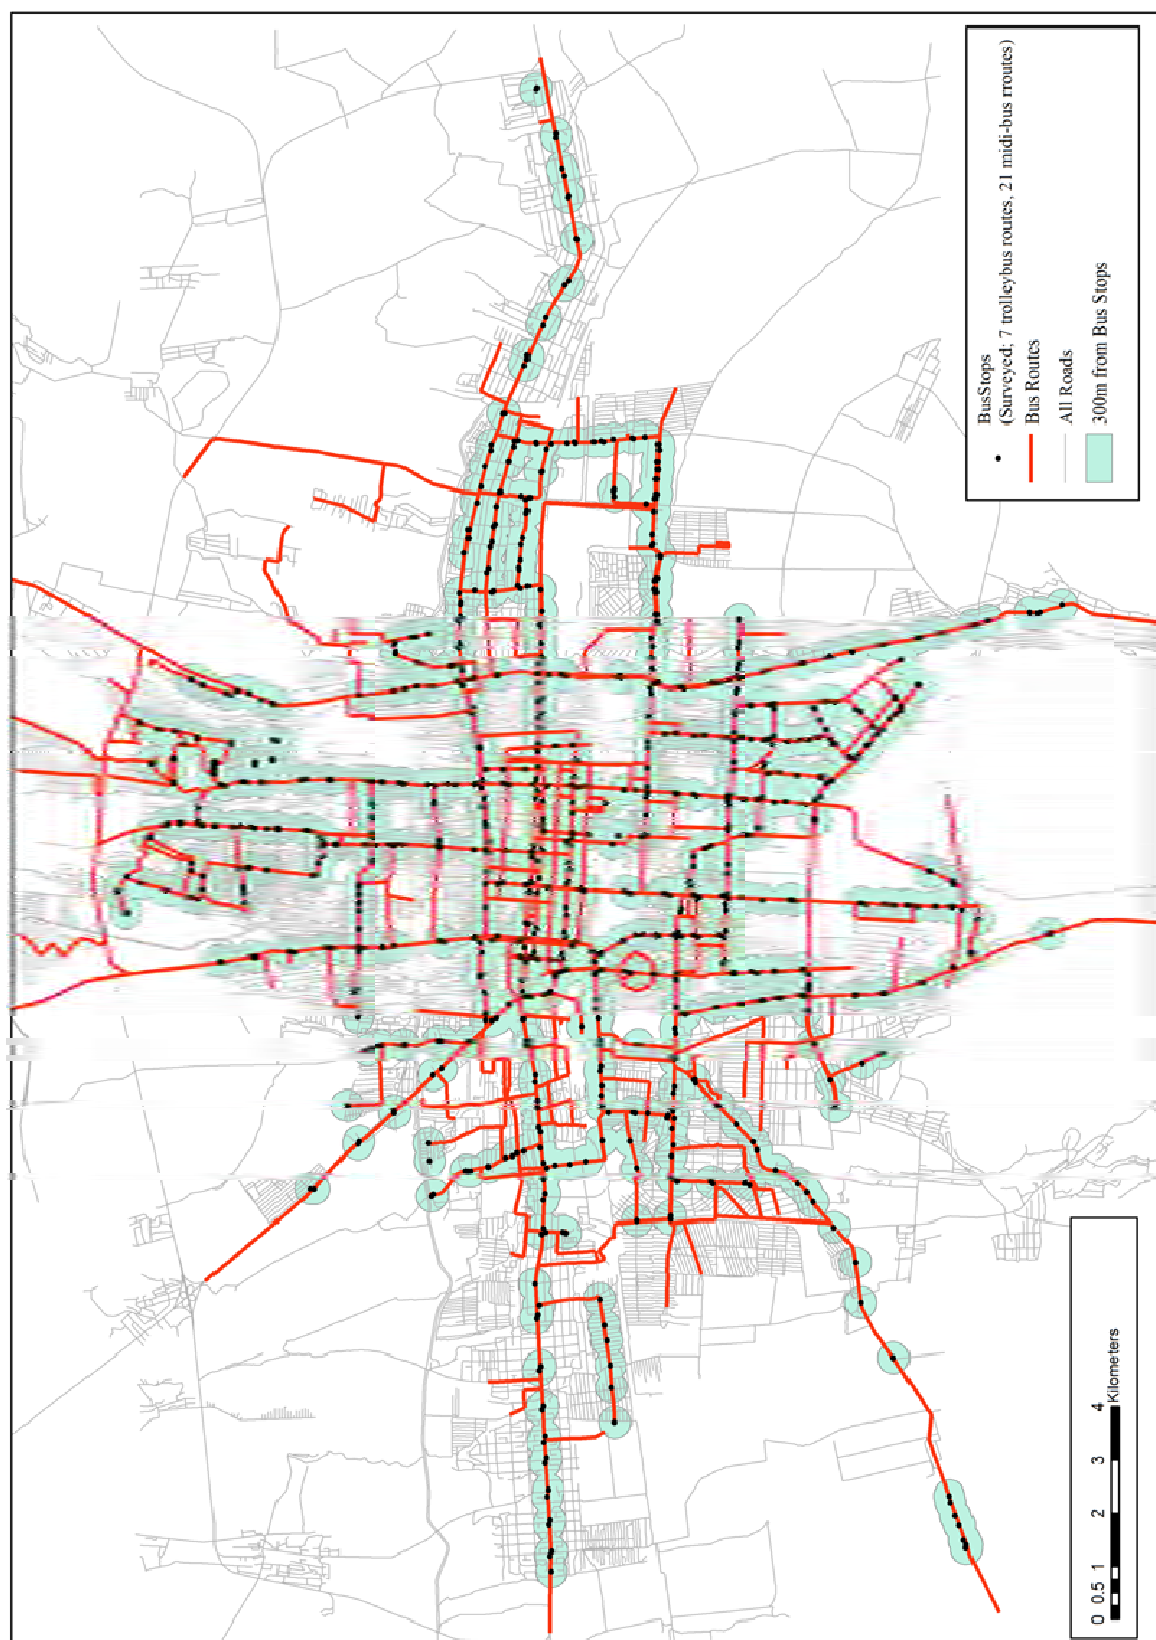 BusStops
(Surveyed; 7 trolleybus routes, 21 midi-bus rroutes)
Bus Routes
All Roads
300m from Bus Stops
0 0.5 1 2 3 4
Kilometers